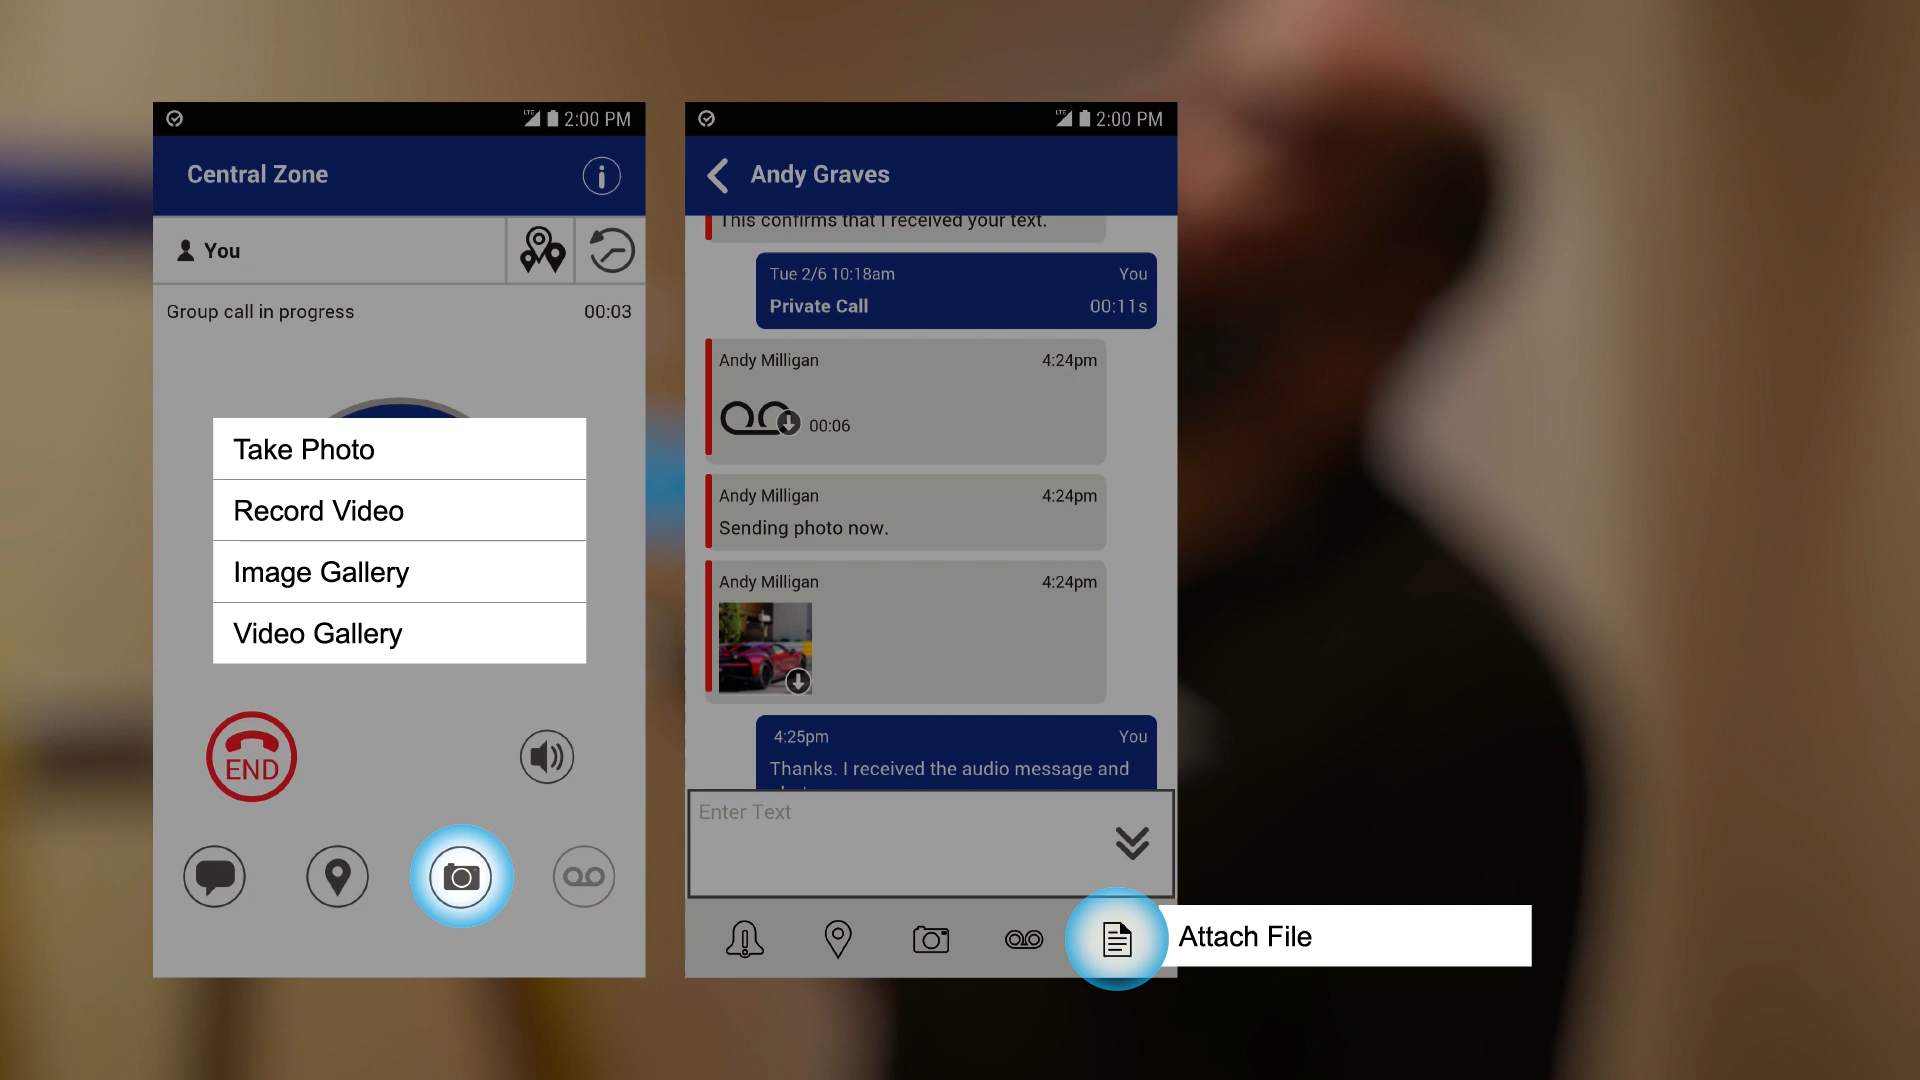 LTE 2:00 PM
Central Zone
You
Group call in progress 00:03
Take Photo
Record Video
Image Gallery
Video Gallery
END
LTE 2:00 PM
Andy Graves
This confirms that I received your text.
Tue 2/6 10:18am You
Private Call 00:11s
Andy Milligan 4:24pm
00:06
Andy Milligan 4:24pm
Sending photo now.
Andy Milligan 4:24pm
4:25pm You
Thanks. I received the audio message and
Enter Text
Attach File